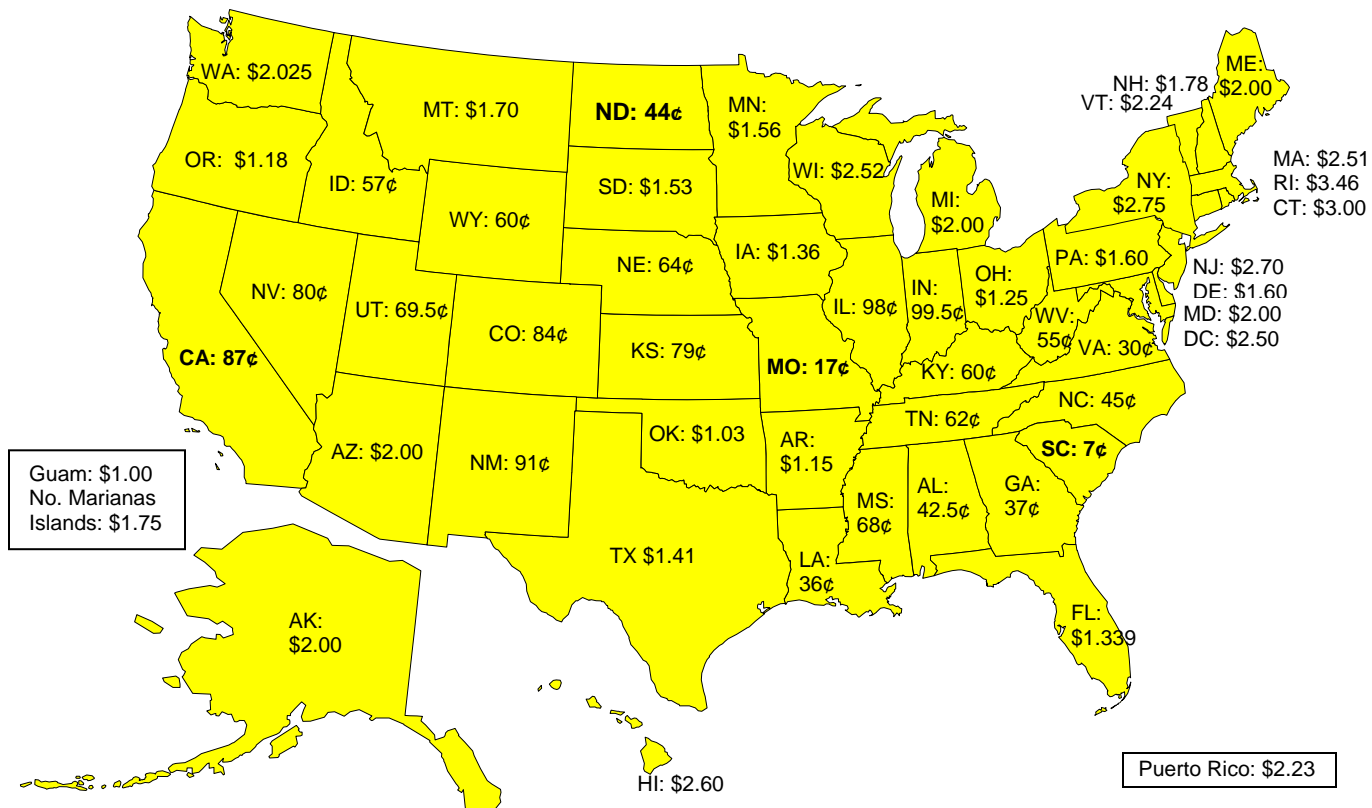 WA: $2.025
MT: $1.70
ND: 44¢
MN:
$1.56
NH: $1.78
VT: $2.24
ME:
$2.00
OR: $1.18
ID: 57¢
WY: 60¢
SD: $1.53
WI: $2.52
MI:
$2.00
NY:
$2.75
MA: $2.51
RI: $3.46
CT: $3.00
NV: 80¢
UT: 69.5¢
CO: 84¢
NE: 64¢
IA: $1.36
IL: 98¢
IN:
99.5¢
OH:
$1.25
PA: $1.60
NJ: $2.70
DE: $1.60
MD: $2.00
DC: $2.50
CA: 87¢
KS: 79¢
MO: 17¢
KY: 60¢
WV:
55¢
VA: 30¢
AZ: $2.00
NM: 91¢
OK: $1.03
AR:
$1.15
TN: 62¢
NC: 45¢
SC: 7¢
Guam: $1.00
No. Marianas
Islands: $1.75
TX $1.41
LA:
36¢
MS:
68¢
AL:
42.5¢
GA:
37¢
FL:
$1.339
AK:
$2.00
HI: $2.60
Puerto Rico: $2.23